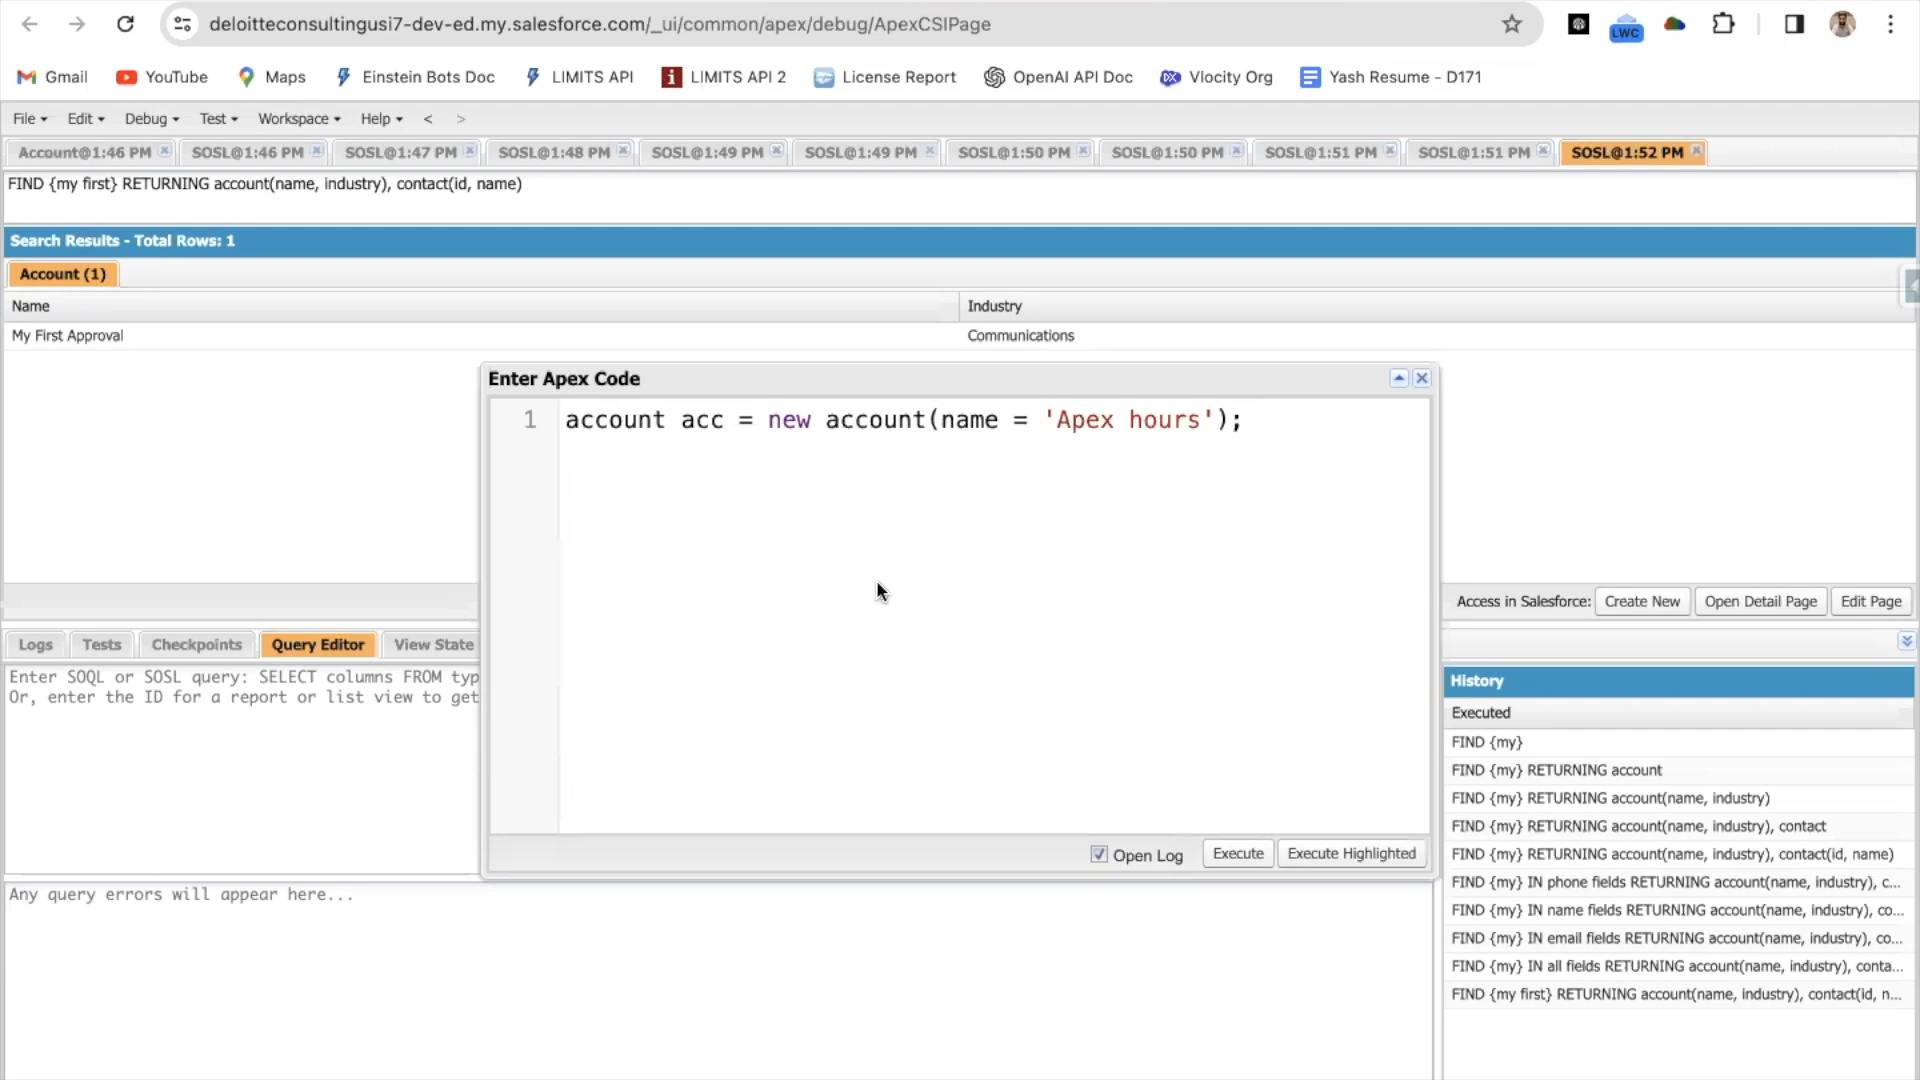 deloitteconsultingusi7-dev-ed.my.salesforce.com/_ui/common/apex/debug/ApexCSIPage
LWC
Gmail YouTube Maps Einstein Bots Doc LIMITS API LIMITS API 2 License Report OpenAI API Doc Vlocity Org Yash Resume - D171
File Edit Debug Test Workspace Help < >
Account@1:46 PM SOSL@1:46 PM SOSL@1:47 PM SOSL@1:48 PM SOSL@1:49 PM SOSL@1:49 PM SOSL@1:50 PM SOSL@1:50 PM SOSL@1:51 PM SOSL@1:51 PM SOSL@1:52 PM
FIND {my first} RETURNING account(name, industry), contact(id, name)
Search Results - Total Rows: 1
Account (1)
Name Industry
My First Approval Communications
Enter Apex Code
1 account acc = new account(name = 'Apex hours');
Open Log Execute Execute Highlighted
Access in Salesforce: Create New Open Detail Page Edit Page
Logs Tests Checkpoints Query Editor View State
Enter SOQL or SOSL query: SELECT columns FROM typ
Or, enter the ID for a report or list view to get
Any query errors will appear here...
History
Executed
FIND {my}
FIND {my} RETURNING account
FIND {my} RETURNING account(name, industry)
FIND {my} RETURNING account(name, industry), contact
FIND {my} RETURNING account(name, industry), contact(id, name)
FIND {my} IN phone fields RETURNING account(name, industry), c...
FIND {my} IN name fields RETURNING account(name, industry), co...
FIND {my} IN email fields RETURNING account(name, industry), co...
FIND {my} IN all fields RETURNING account(name, industry), conta...
FIND {my first} RETURNING account(name, industry), contact(id, n...